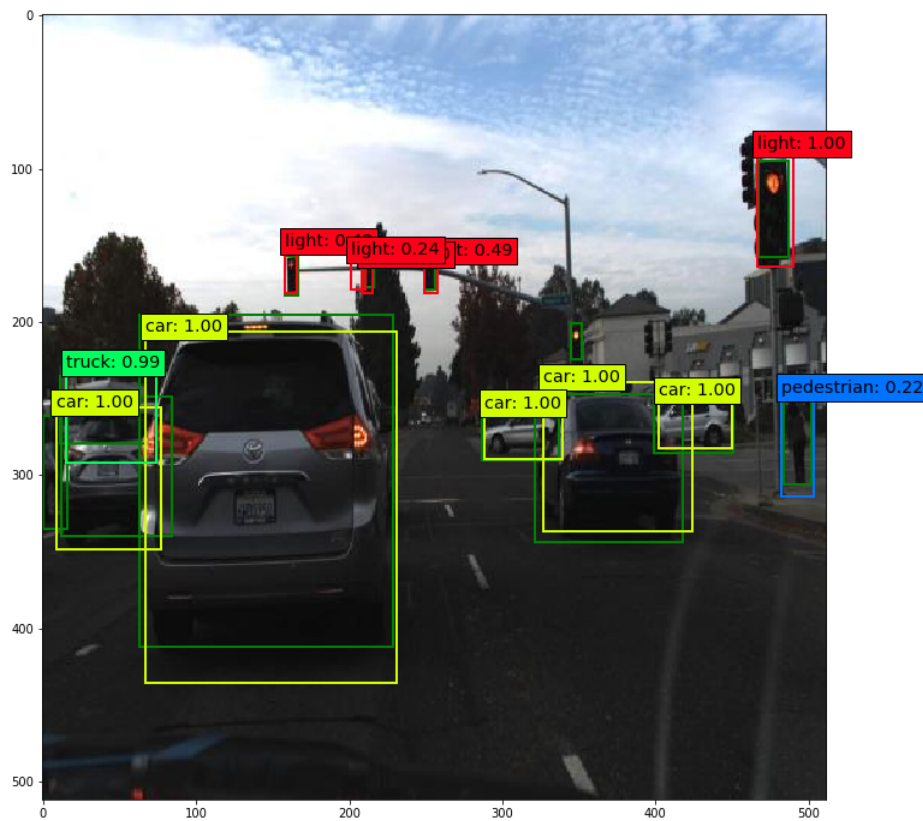 0
light: 1.00
100
light:
light: 0.24
t: 0.49
200
car: 1.00
truck: 0.99
car: 1.00
car: 1.00
car: 1.00
car: 1.00
pedestrian: 0.22
300
400
500
0 100 200 300 400 500